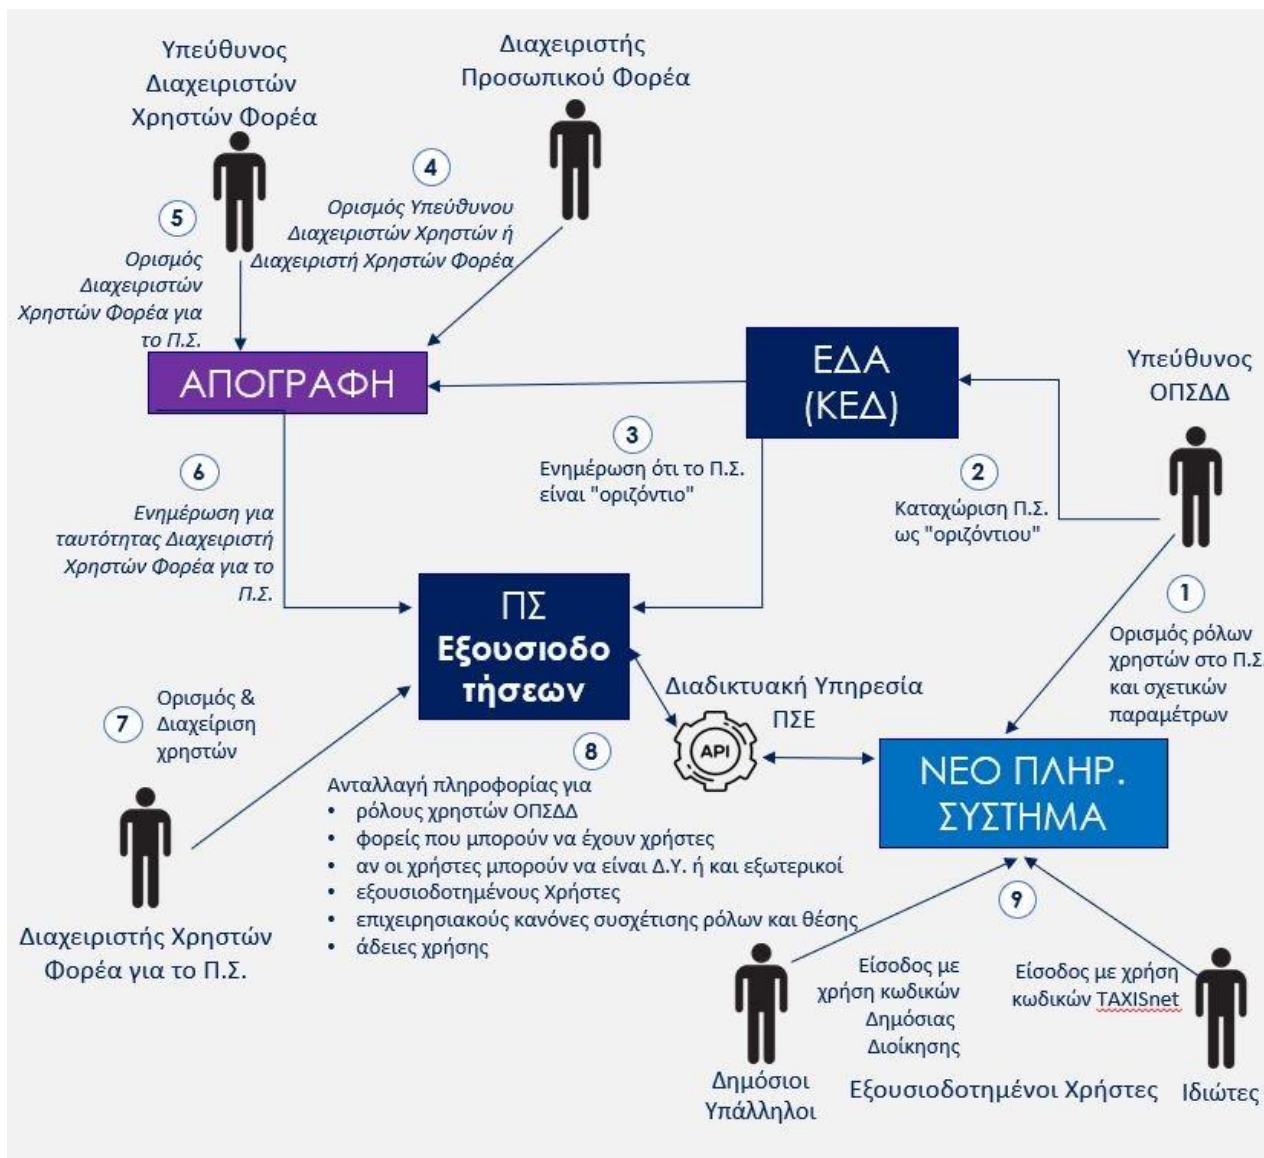 Υπεύθυνος
Διαχειριστών
Χρηστών Φορέα
Διαχειριστής
Προσωπικού Φορέα
4
Ορισμός Υπεύθυνου
Διαχειριστών Χρηστών ή
Διαχειριστή Χρηστών Φορέα
5
Ορισμός
Διαχειριστών
Χρηστών Φορέα για
το Π.Σ.
ΑΠΟΓΡΑΦΗ
ΕΔΑ
(ΚΕΔ)
Υπεύθυνος
ΟΠΣΔΔ
3
Ενημέρωση ότι το Π.Σ.
είναι "οριζόντιο"
2
Καταχώριση Π.Σ.
ως "οριζόντιου"
6
Ενημέρωση για
ταυτότητας Διαχειριστή
Χρηστών Φορέα για το
Π.Σ.
1
Ορισμός ρόλων
χρηστών στο Π.Σ.
και σχετικών
παραμέτρων
ΠΣ
Εξουσιοδο
τήσεων
Διαδικτυακή Υπηρεσία
ΠΣΕ
API
ΝΕΟ ΠΛΗΡ.
ΣΥΣΤΗΜΑ
7
Ορισμός &
Διαχείριση
χρηστών
8
Ανταλλαγή πληροφορίας για
• ρόλους χρηστών ΟΠΣΔΔ
• φορείς που μπορούν να έχουν χρήστες
• αν οι χρήστες μπορούν να είναι Δ.Υ. ή και εξωτερικοί
• εξουσιοδοτημένους Χρήστες
• επιχειρησιακούς κανόνες συσχέτισης ρόλων και θέσης
• άδειες χρήσης
Διαχειριστής Χρηστών
Φορέα για το Π.Σ.
9
Είσοδος με
χρήση κωδικών
Δημόσιας
Διοίκησης
Είσοδος με χρήση
κωδικών TAXISnet
Δημόσιοι
Υπάλληλοι
Εξουσιοδοτημένοι Χρήστες
Ιδιώτες